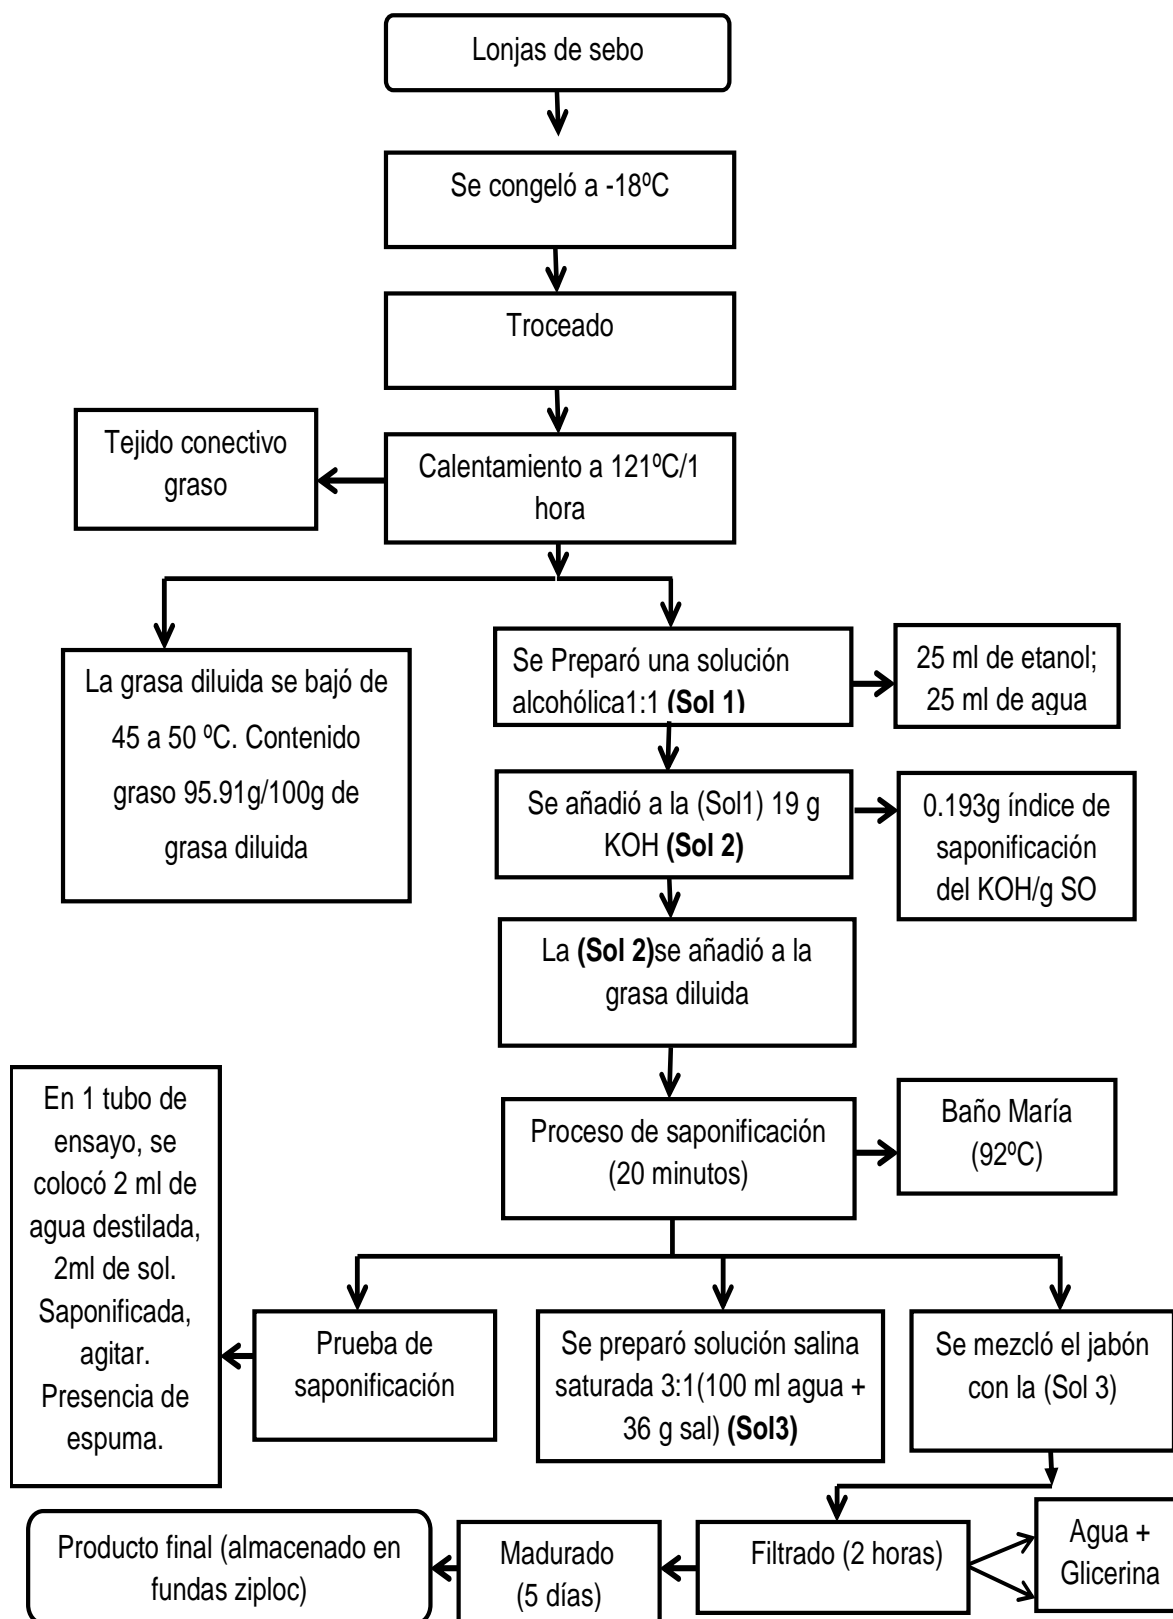 Lonjas de sebo
Se congeló a -18ºC
Troceado
Tejido conectivo
graso
Calentamiento a 121ºC/1
hora
La grasa diluida se bajó de
45 a 50 ºC. Contenido
graso 95.91g/100g de
grasa diluida
Se Preparó una solución
alcohólica1:1 (Sol 1)
25 ml de etanol;
25 ml de agua
Se añadió a la (Sol1) 19 g
KOH (Sol 2)
0.193g índice de
saponificación
del KOH/g SO
La (Sol 2)se añadió a la
grasa diluida
Proceso de saponificación
(20 minutos)
Baño María
(92ºC)
En 1 tubo de
ensayo, se
colocó 2 ml de
agua destilada,
2ml de sol.
Saponificada,
agitar.
Presencia de
espuma.
Prueba de
saponificación
Se preparó solución salina
saturada 3:1(100 ml agua +
36 g sal) (Sol3)
Se mezcló el jabón
con la (Sol 3)
Producto final (almacenado en
fundas ziploc)
Madurado
(5 días)
Filtrado (2 horas)
Agua +
Glicerina